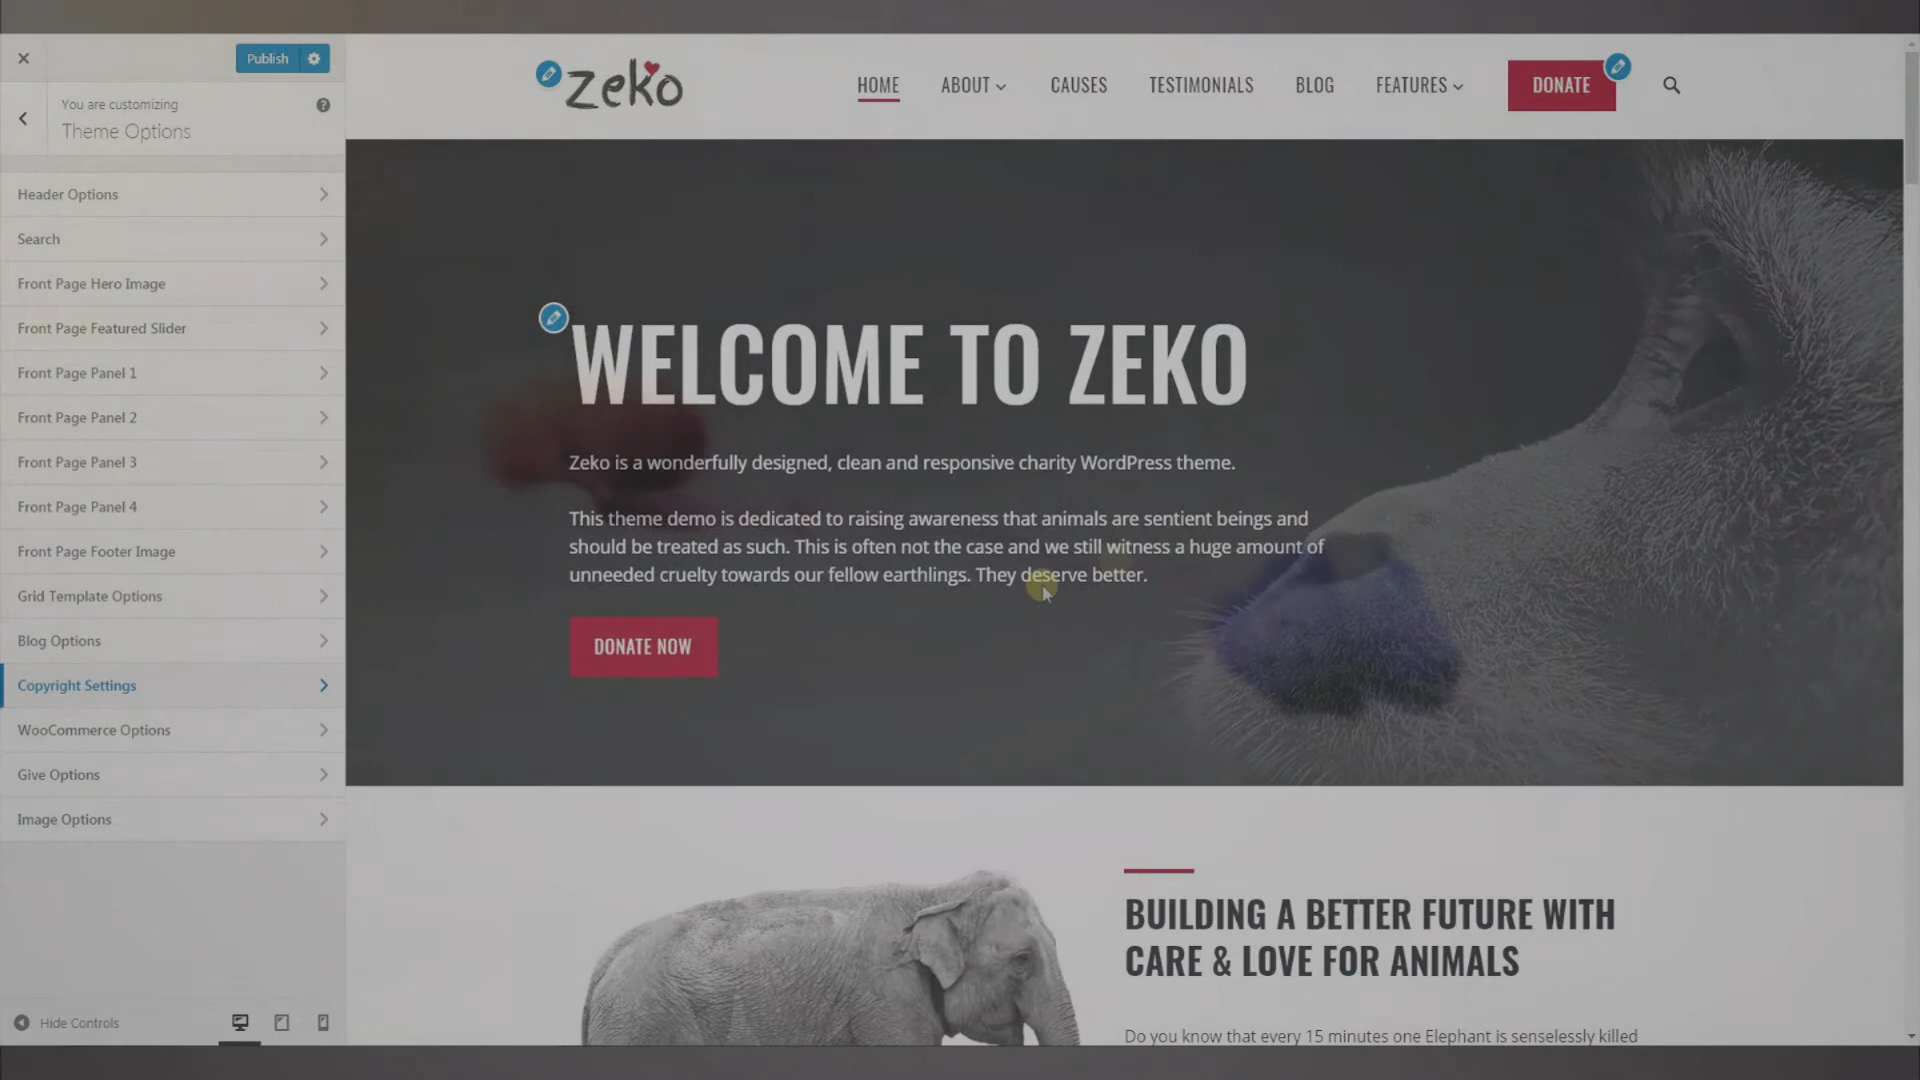 Publish
You are customizing
Theme Options
Header Options
Search
Front Page Hero Image
Front Page Featured Slider
Front Page Panel 1
Front Page Panel 2
Front Page Panel 3
Front Page Panel 4
Front Page Footer Image
Grid Template Options
Blog Options
Copyright Settings
WooCommerce Options
Give Options
Image Options
Hide Controls
zeko
HOME ABOUT CAUSES TESTIMONIALS BLOG FEATURES DONATE
WELCOME TO ZEKO
Zeko is a wonderfully designed, clean and responsive charity WordPress theme.
This theme demo is dedicated to raising awareness that animals are sentient beings and
should be treated as such. This is often not the case and we still witness a huge amount of
unneeded cruelty towards our fellow earthlings. They deserve better.
DONATE NOW
BUILDING A BETTER FUTURE WITH
CARE & LOVE FOR ANIMALS
Do you know that every 15 minutes one Elephant is senselessly killed